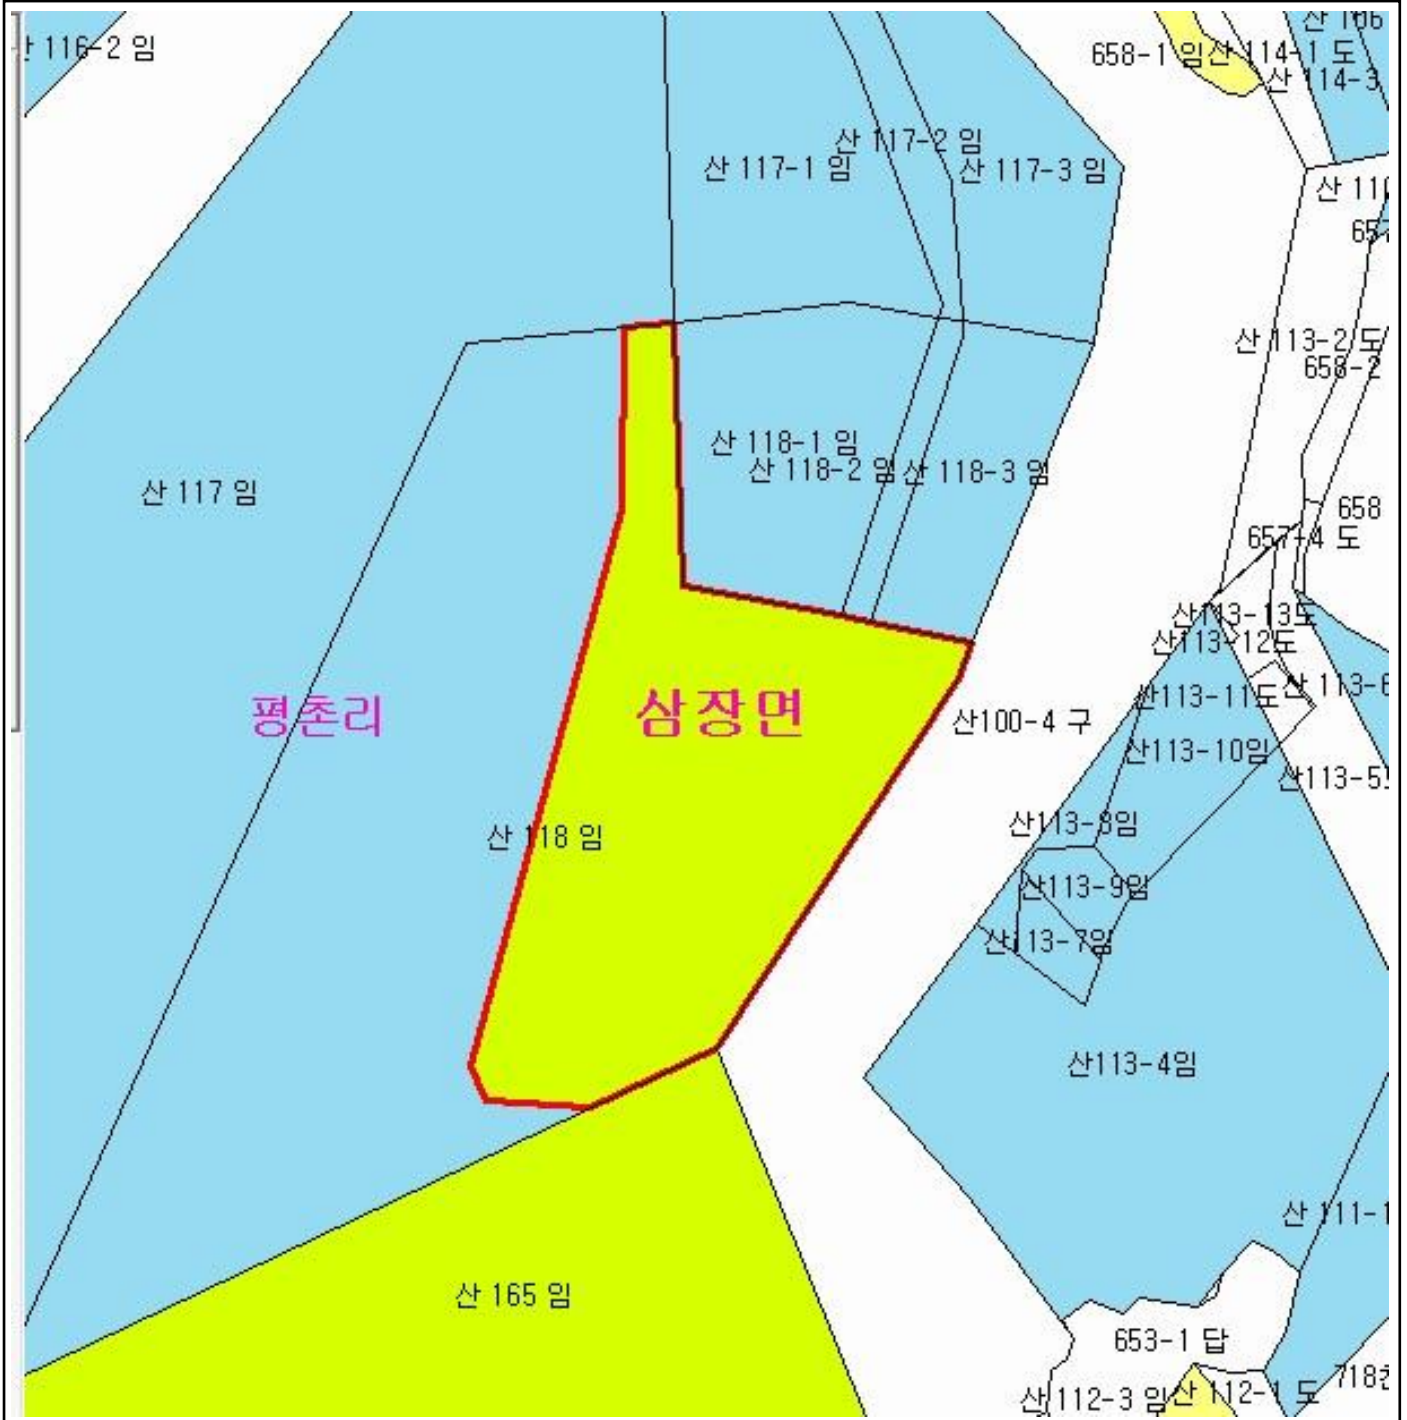 116-2 임
658-1 임
산 114-1 도
산 114-3
산 117-2 임
산 117-1 임
산 117-3 임
산 113-2 도
658-2
산 118-1 임
산 118-2 임
산 118-3 임
산 117 임
658
657-4 도
산113-13도
산113-12도
산113-11도
산 113-6
평촌리
삼장면
산100-4 구
산113-10임
산113-5
산 118 임
산113-8임
산113-9임
산113-7임
산113-4임
산 111-1
산 165 임
653-1 답
산 112-3 임
산 112-1 도
718